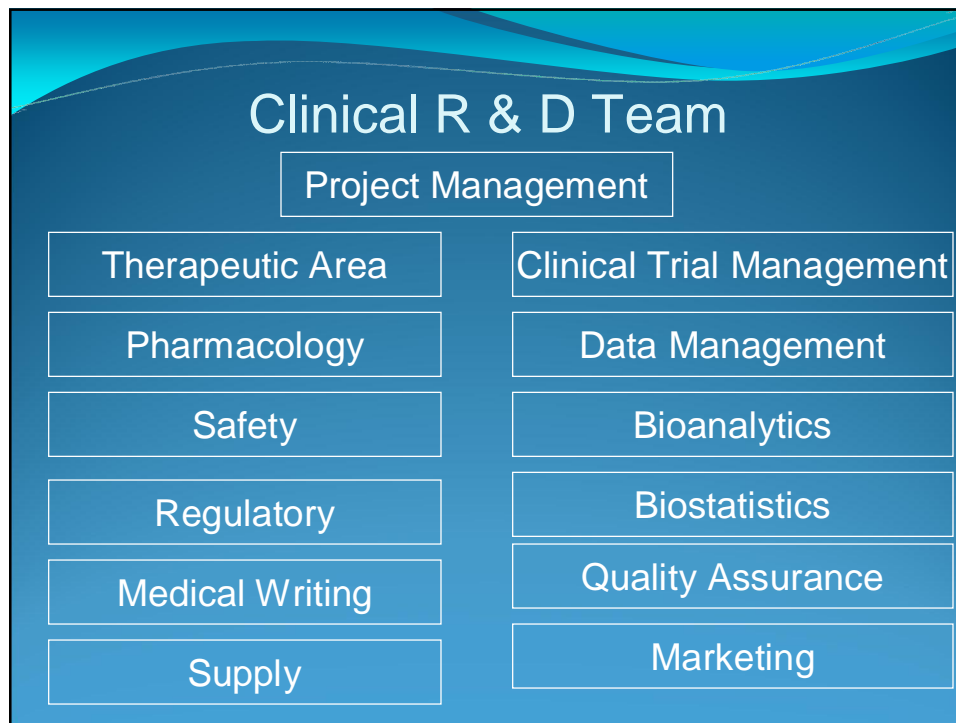 Clinical R & D Team
Project Management
Therapeutic Area
Clinical Trial Management
Pharmacology
Data Management
Safety
Bioanalytics
Regulatory
Biostatistics
Medical Writing
Quality Assurance
Supply
Marketing